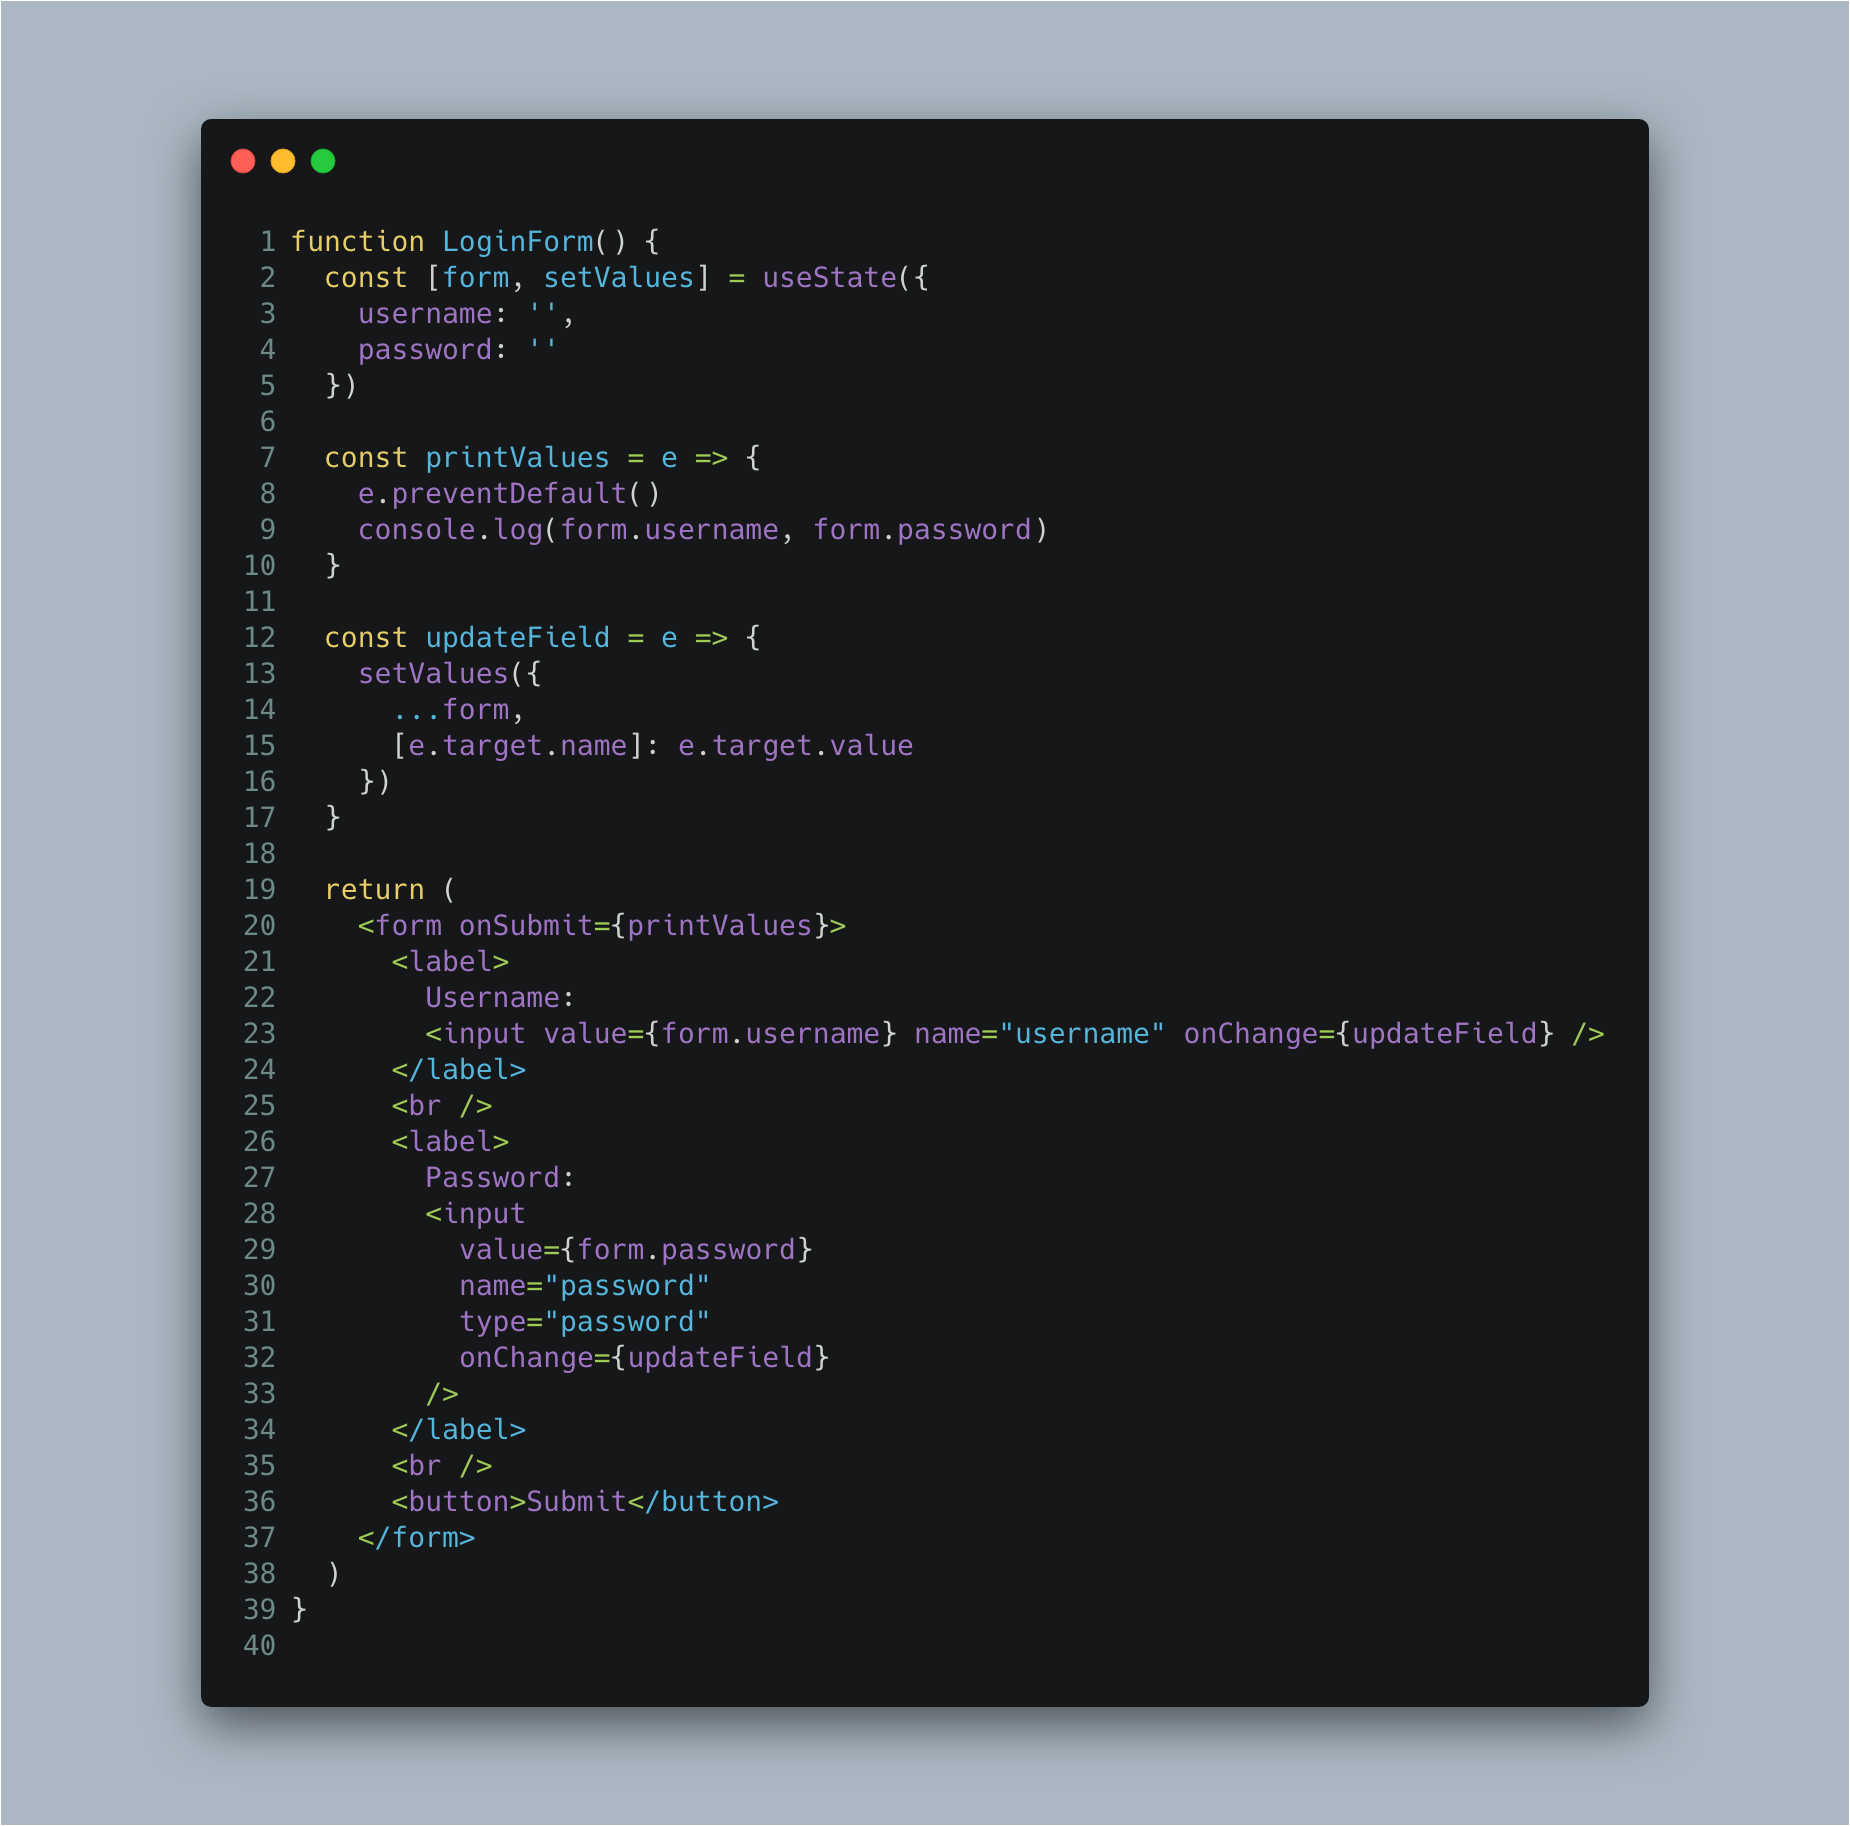 1 function LoginForm() {
2   const [form, setValues] = useState({
3     username: '',
4     password: ''
5   })
6
7   const printValues = e => {
8     e.preventDefault()
9     console.log(form.username, form.password)
10   }
11
12   const updateField = e => {
13     setValues({
14       ...form,
15       [e.target.name]: e.target.value
16     })
17   }
18
19   return (
20     <form onSubmit={printValues}>
21       <label>
22         Username:
23         <input value={form.username} name="username" onChange={updateField} />
24       </label>
25       <br />
26       <label>
27         Password:
28         <input
29           value={form.password}
30           name="password"
31           type="password"
32           onChange={updateField}
33         />
34       </label>
35       <br />
36       <button>Submit</button>
37     </form>
38   )
39 }
40